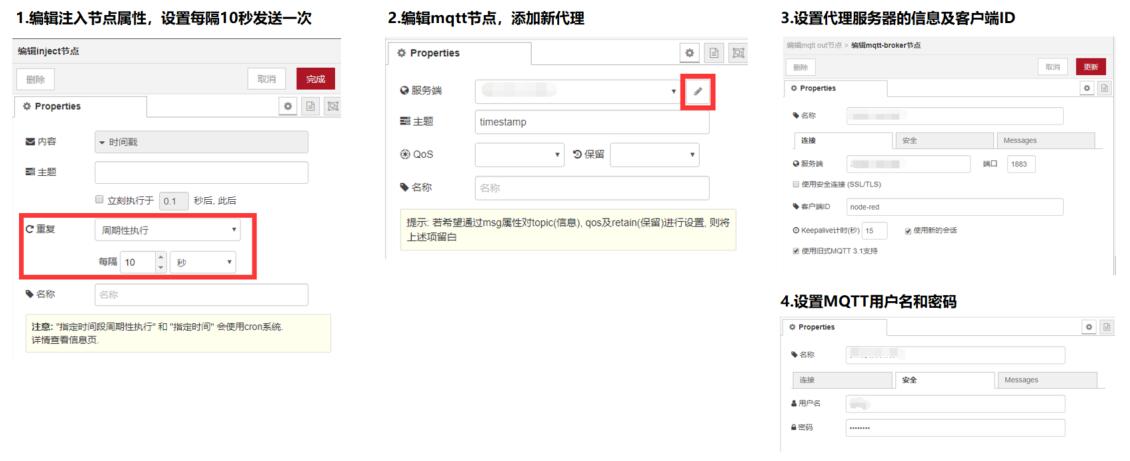 1.编辑注入节点属性，设置每隔10秒发送一次
编辑inject节点
删除
取消
完成
Properties
内容
时间戳
主题
立刻执行于 0.1 秒后, 此后
重复
周期性执行
每隔 10 秒
名称
名称
注意: "指定时间段周期性执行" 和 "指定时间" 会使用cron系统.
详情查看信息页.
2.编辑mqtt节点，添加新代理
Properties
服务端
主题
timestamp
QoS
保留
名称
名称
提示: 若希望通过msg属性对topic(信息), qos及retain(保留)进行设置, 则将
上述项留白
3.设置代理服务器的信息及客户端ID
编辑mqtt out节点 > 编辑mqtt-broker节点
删除
取消
更新
Properties
名称
连接
安全
Messages
服务端
端口 1883
使用安全连接 (SSL/TLS)
客户端ID
node-red
Keepalive计时(秒) 15
使用新的会话
使用旧式MQTT 3.1支持
4.设置MQTT用户名和密码
Properties
名称
连接
安全
Messages
用户名
密码